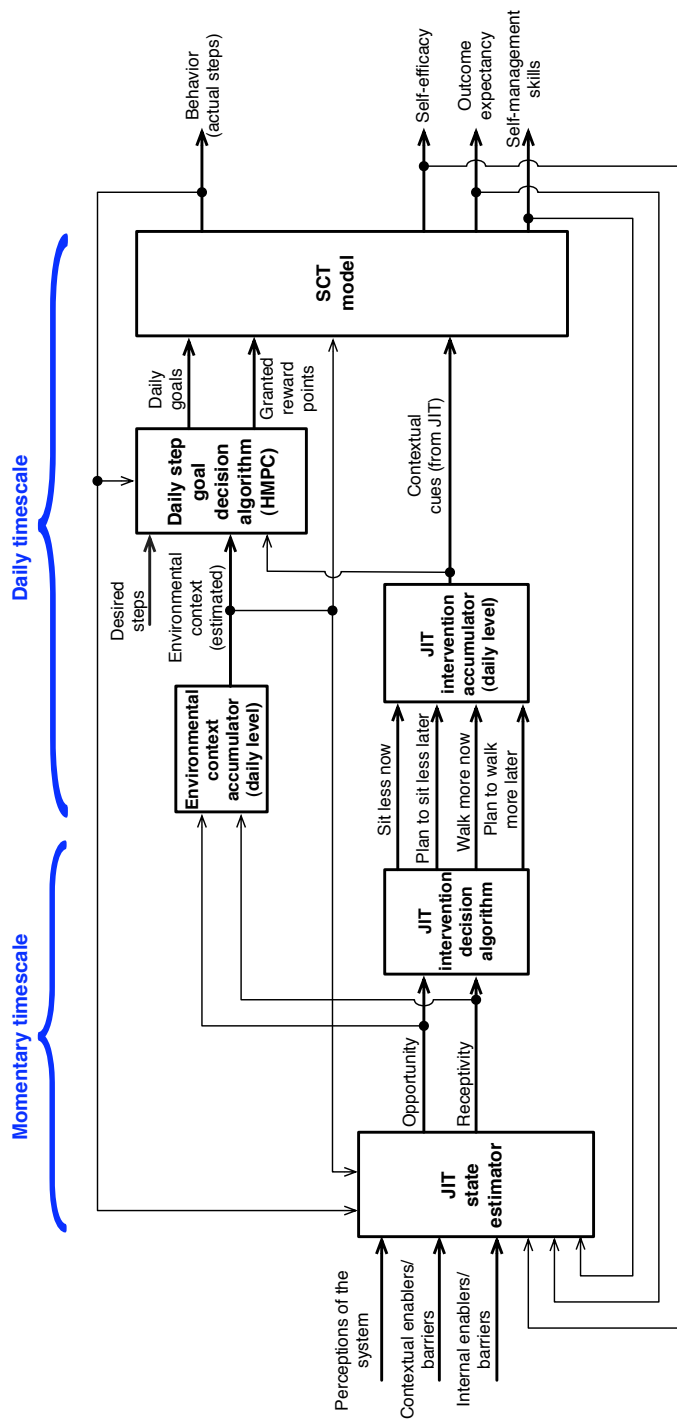 Momentary timescale
Daily timescale
Perceptions of the
system
Contextual enablers/
barriers
Internal enablers/
barriers
JIT
state
estimator
Opportunity
Receptivity
JIT
intervention
decision
algorithm
Environmental
context
accumulator
(daily level)
Sit less now
Plan to sit less later
Walk more now
Plan to walk
more later
JIT
intervention
accumulator
(daily level)
Desired
steps
Environmental
context
(estimated)
Daily step
goal
decision
algorithm
(HMPC)
Daily
goals
Granted
reward
points
Contextual
cues (from JIT)
SCT
model
Behavior
(actual steps)
Self-efficacy
Outcome
expectancy
Self-management
skills